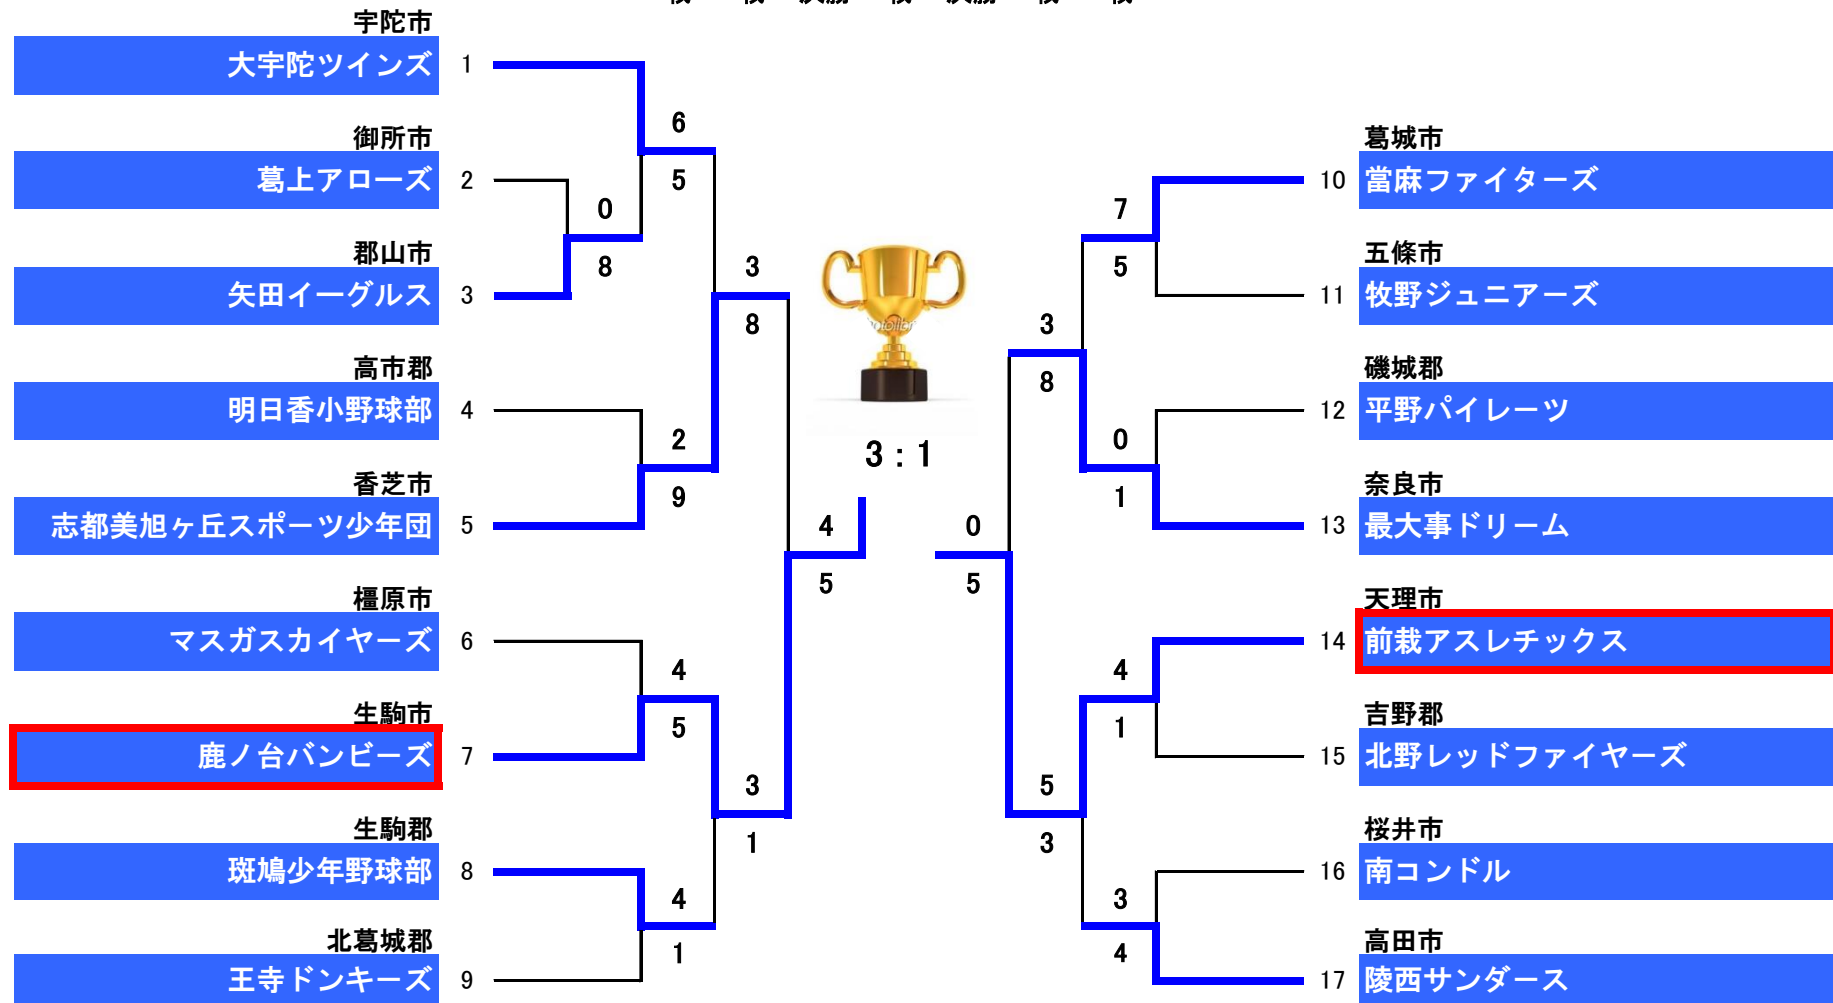 宇陀市
大宇陀ツインズ 1
御所市
葛上アローズ 2
郡山市
矢田イーグルス 3
高市郡
明日香小野球部 4
香芝市
志都美旭ヶ丘スポーツ少年団 5
橿原市
マスガスカイヤーズ 6
生駒市
鹿ノ台バンビーズ 7
生駒郡
斑鳩少年野球部 8
北葛城郡
王寺ドンキーズ 9
0
8
6
5
2
9
4
5
4
1
3
8
3
1
4
5
3 : 1
0
5
3
8
5
3
7
5
0
1
4
1
3
4
葛城市
10 當麻ファイターズ
五條市
11 牧野ジュニアーズ
磯城郡
12 平野パイレーツ
奈良市
13 最大事ドリーム
天理市
14 前栽アスレチックス
吉野郡
15 北野レッドファイヤーズ
桜井市
16 南コンドル
高田市
17 陵西サンダース